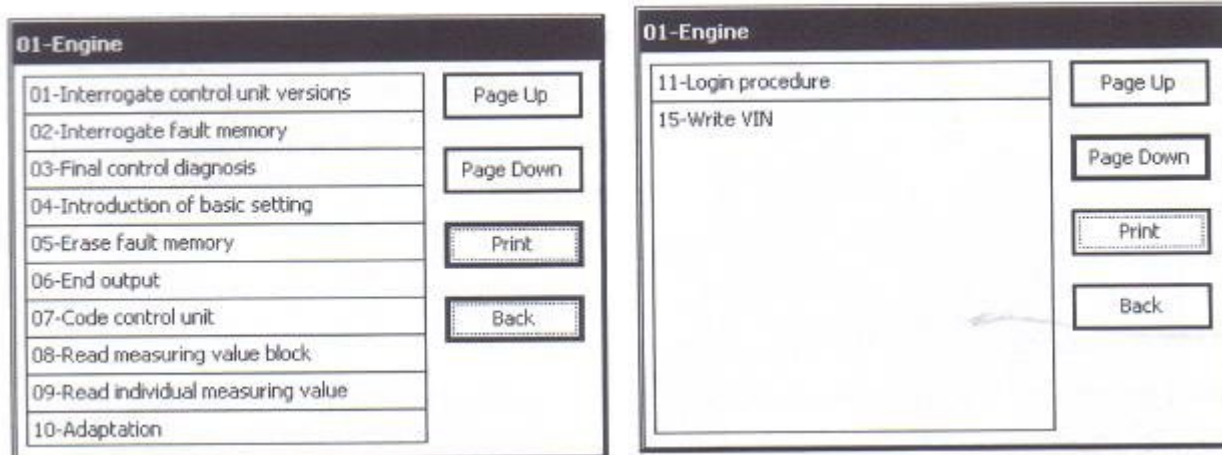 01-Engine
01-Interrogate control unit versions
02-Interrogate fault memory
03-Final control diagnosis
04-Introduction of basic setting
05-Erase fault memory
06-End output
07-Code control unit
08-Read measuring value block
09-Read individual measuring value
10-Adaptation
Page Up
Page Down
Print
Back
01-Engine
11-Login procedure
15-Write VIN
Page Up
Page Down
Print
Back